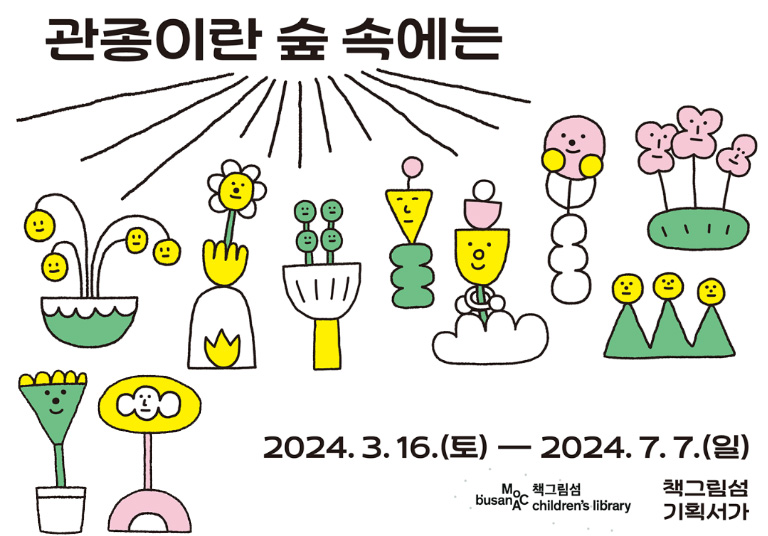 관종이란 숲 속에는
2024. 3. 16.(토) — 2024. 7. 7.(일)
busan MoCA 책그림섬
children's library
책그림섬
기획서가